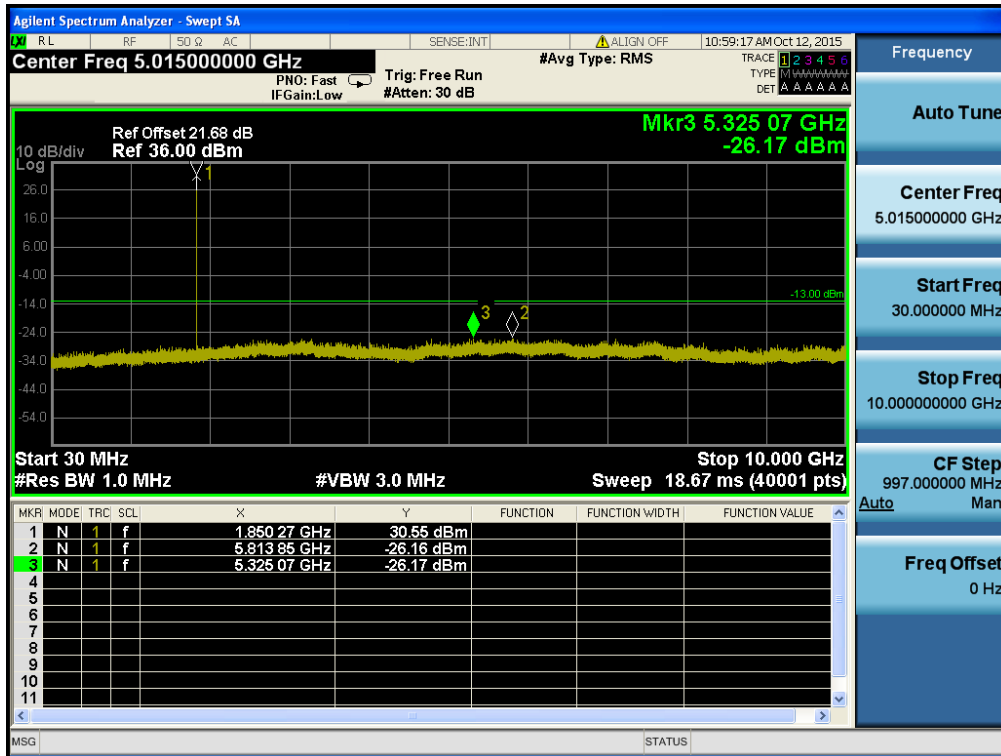 Agilent Spectrum Analyzer - Swept SA
LXI RL RF 50 Ω AC SENSE:INT ALIGN OFF 10:59:17 AM Oct 12, 2015
Center Freq 5.015000000 GHz
PNO: Fast
IFGain:Low
Trig: Free Run
#Atten: 30 dB
#Avg Type: RMS
TRACE 1 2 3 4 5 6
TYPE M
DET A A A A A A
Frequency
Auto Tune
Center Freq
5.015000000 GHz
Start Freq
30.000000 MHz
Stop Freq
10.000000000 GHz
CF Step
997.000000 MHz
Auto Man
Freq Offset
0 Hz
Mkr3 5.325 07 GHz
-26.17 dBm
Ref Offset 21.68 dB
10 dB/div Ref 36.00 dBm
Log
1
26.0
16.0
6.00
-4.00
-13.00 dBm
-14.0
3 2
-24.0
-34.0
-44.0
-54.0
Start 30 MHz Stop 10.000 GHz
#Res BW 1.0 MHz #VBW 3.0 MHz Sweep 18.67 ms (40001 pts)
MKR MODE TRC SCL X Y FUNCTION FUNCTION WIDTH FUNCTION VALUE
1 N 1 f 1.850 27 GHz 30.55 dBm
2 N 1 f 5.813 85 GHz -26.16 dBm
3 N 1 f 5.325 07 GHz -26.17 dBm
4
5
6
7
8
9
10
11
MSG STATUS